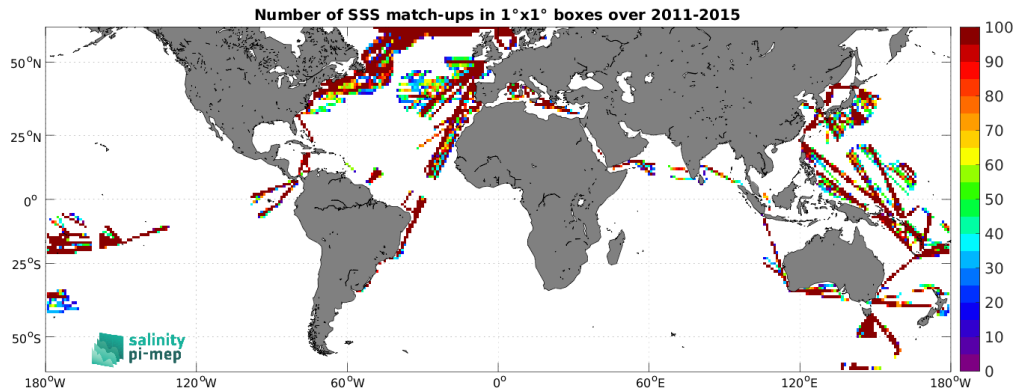 Number of SSS match-ups in 1°x1° boxes over 2011-2015
50°N
25°N
0°
25°S
50°S
180°W
120°W
60°W
0°
60°E
120°E
180°W
100
90
80
70
60
50
40
30
20
10
0
salinity
pi-mep